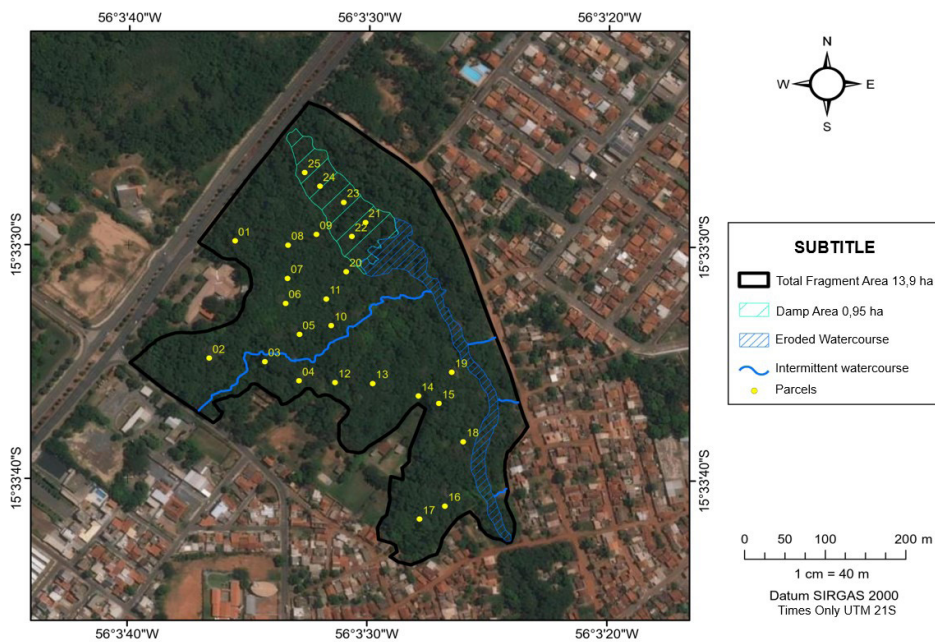 56°3'40"W 56°3'30"W 56°3'20"W
N
W E
S
15°33'30"S
15°33'30"S
15°33'40"S
15°33'40"S
25
24
23
21
22
01
08
09
20
07
06
11
10
05
02
03
04
12
13
19
14
15
18
16
17
SUBTITLE
Total Fragment Area 13,9 ha
Damp Area 0,95 ha
Eroded Watercourse
Intermittent watercourse
Parcels
0 50 100 200 m
1 cm = 40 m
Datum SIRGAS 2000
Times Only UTM 21S
56°3'40"W 56°3'30"W 56°3'20"W